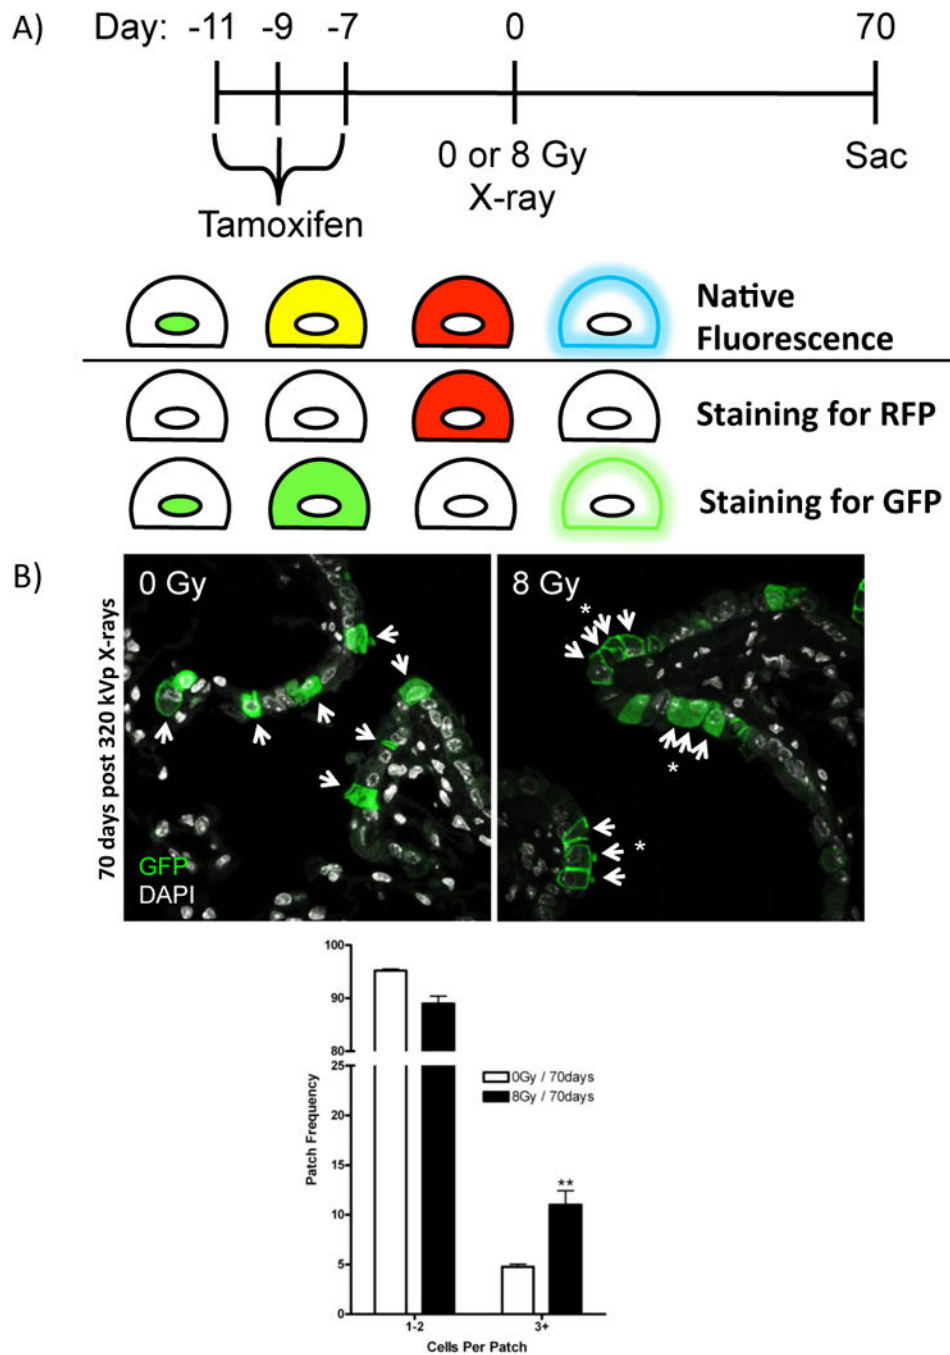 A)
Day: -11 -9 -7 0 70
0 or 8 Gy
X-ray
Sac
Tamoxifen
Native
Fluorescence
Staining for RFP
Staining for GFP
B)
70 days post 320 kVp X-rays
0 Gy
8 Gy
*
*
*
GFP
DAPI
100
90
80
25
20
15
10
5
0
Patch Frequency
0Gy / 70days
8Gy / 70days
**
1-2 3+
Cells Per Patch